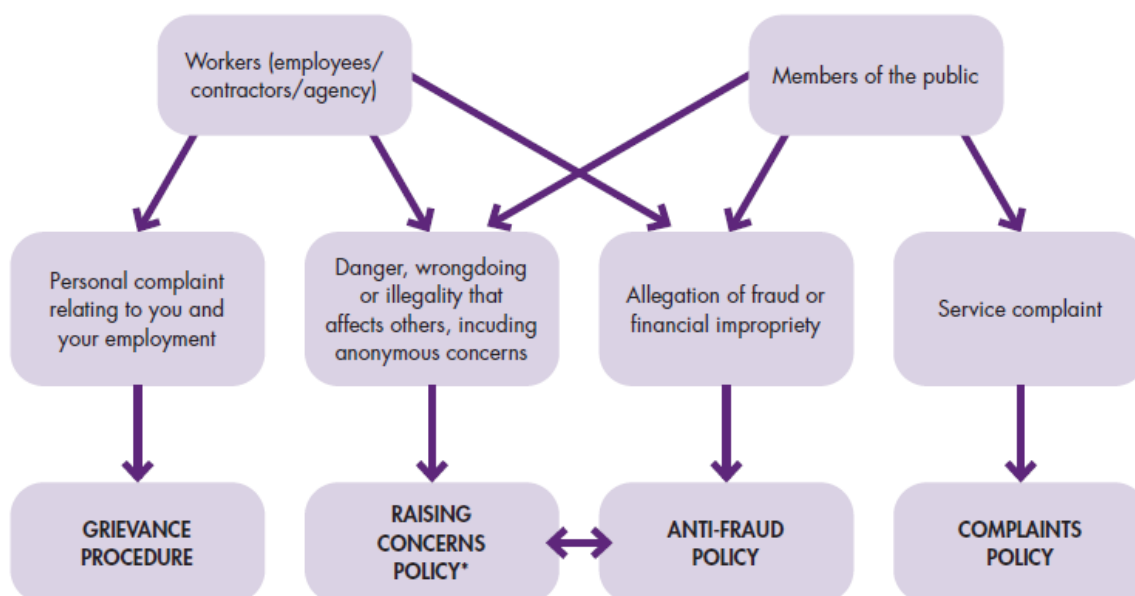 Workers (employees/
contractors/agency)
Members of the public
Personal complaint
relating to you and
your employment
Danger, wrongdoing
or illegality that
affects others, incuding
anonymous concerns
Allegation of fraud or
financial impropriety
Service complaint
GRIEVANCE
PROCEDURE
RAISING
CONCERNS
POLICY*
ANTI-FRAUD
POLICY
COMPLAINTS
POLICY